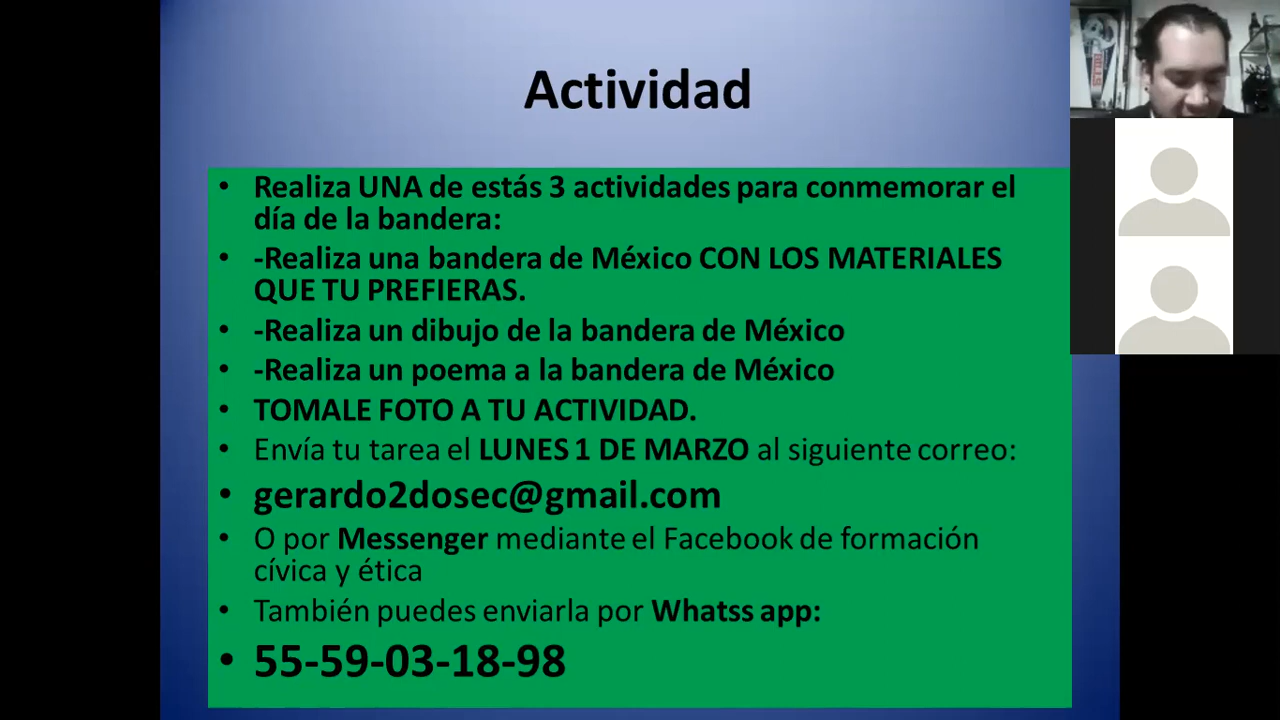 Actividad
• Realiza UNA de estás 3 actividades para conmemorar el
día de la bandera:
• -Realiza una bandera de México CON LOS MATERIALES
QUE TU PREFIERAS.
• -Realiza un dibujo de la bandera de México
• -Realiza un poema a la bandera de México
• TOMALE FOTO A TU ACTIVIDAD.
• Envía tu tarea el LUNES 1 DE MARZO al siguiente correo:
• gerardo2dosec@gmail.com
• O por Messenger mediante el Facebook de formación
cívica y ética
• También puedes enviarla por Whatss app:
• 55-59-03-18-98